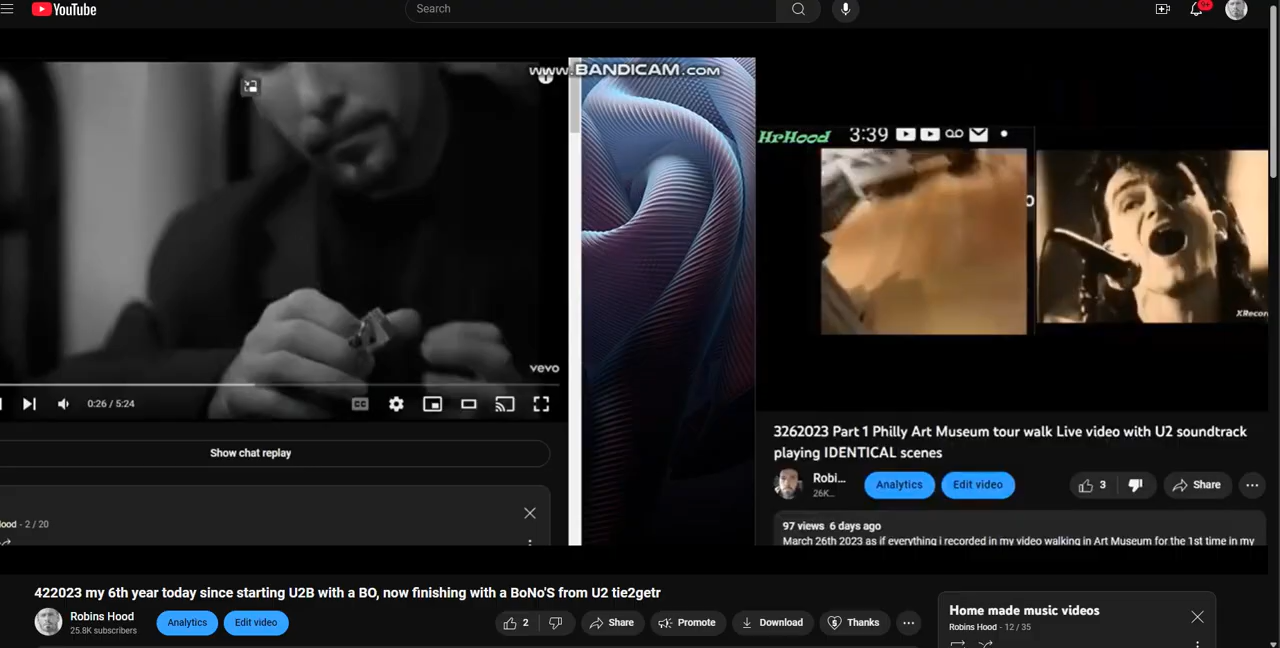 YouTube
Search
9+
www.BANDICAM.com
HrHood
3:39
XRecor
vevo
0:26 / 5:24
CC
Show chat replay
ood - 2 / 20
3262023 Part 1 Philly Art Museum tour walk Live video with U2 soundtrack
playing IDENTICAL scenes
Robi...
26K...
Analytics
Edit video
3
Share
97 views 6 days ago
March 26th 2023 as if everything i recorded in my video walking in Art Museum for the 1st time in my
422023 my 6th year today since starting U2B with a BO, now finishing with a BoNo'S from U2 tie2getr
Robins Hood
25.8K subscribers
Analytics
Edit video
2
Share
Promote
Download
Thanks
Home made music videos
Robins Hood - 12 / 35